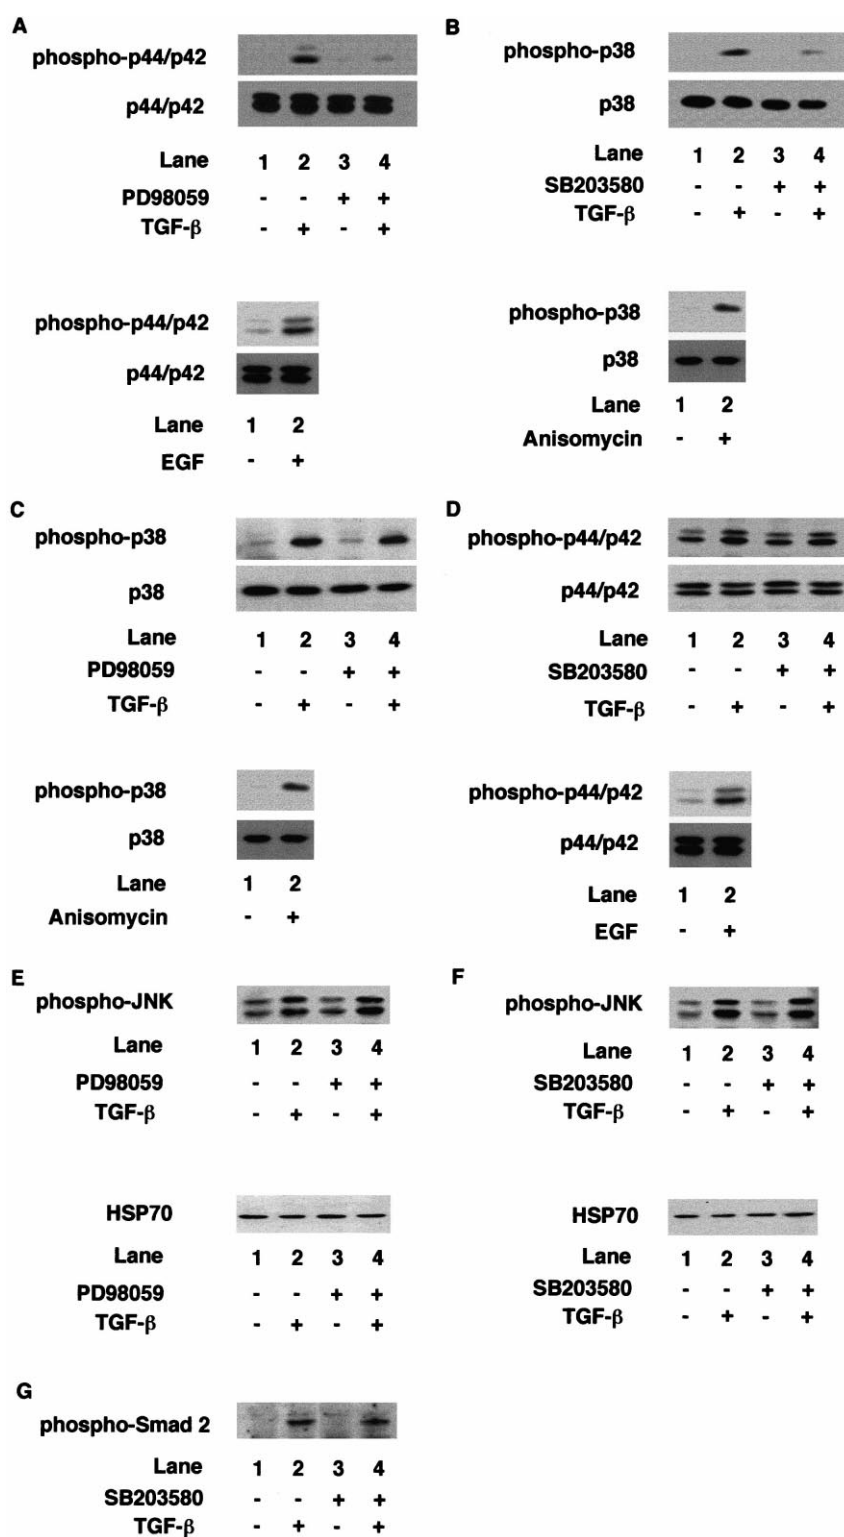 A
phospho-p44/p42
p44/p42
Lane 1 2 3 4
PD98059 - - + +
TGF-β - + - +
phospho-p44/p42
p44/p42
Lane 1 2
EGF - +
B
phospho-p38
p38
Lane 1 2 3 4
SB203580 - - + +
TGF-β - + - +
phospho-p38
p38
Lane 1 2
Anisomycin - +
C
phospho-p38
p38
Lane 1 2 3 4
PD98059 - - + +
TGF-β - + - +
phospho-p38
p38
Lane 1 2
Anisomycin - +
D
phospho-p44/p42
p44/p42
Lane 1 2 3 4
SB203580 - - + +
TGF-β - + - +
phospho-p44/p42
p44/p42
Lane 1 2
EGF - +
E
phospho-JNK
Lane 1 2 3 4
PD98059 - - + +
TGF-β - + - +
HSP70
Lane 1 2 3 4
PD98059 - - + +
TGF-β - + - +
F
phospho-JNK
Lane 1 2 3 4
SB203580 - - + +
TGF-β - + - +
HSP70
Lane 1 2 3 4
SB203580 - - + +
TGF-β - + - +
G
phospho-Smad 2
Lane 1 2 3 4
SB203580 - - + +
TGF-β - + - +